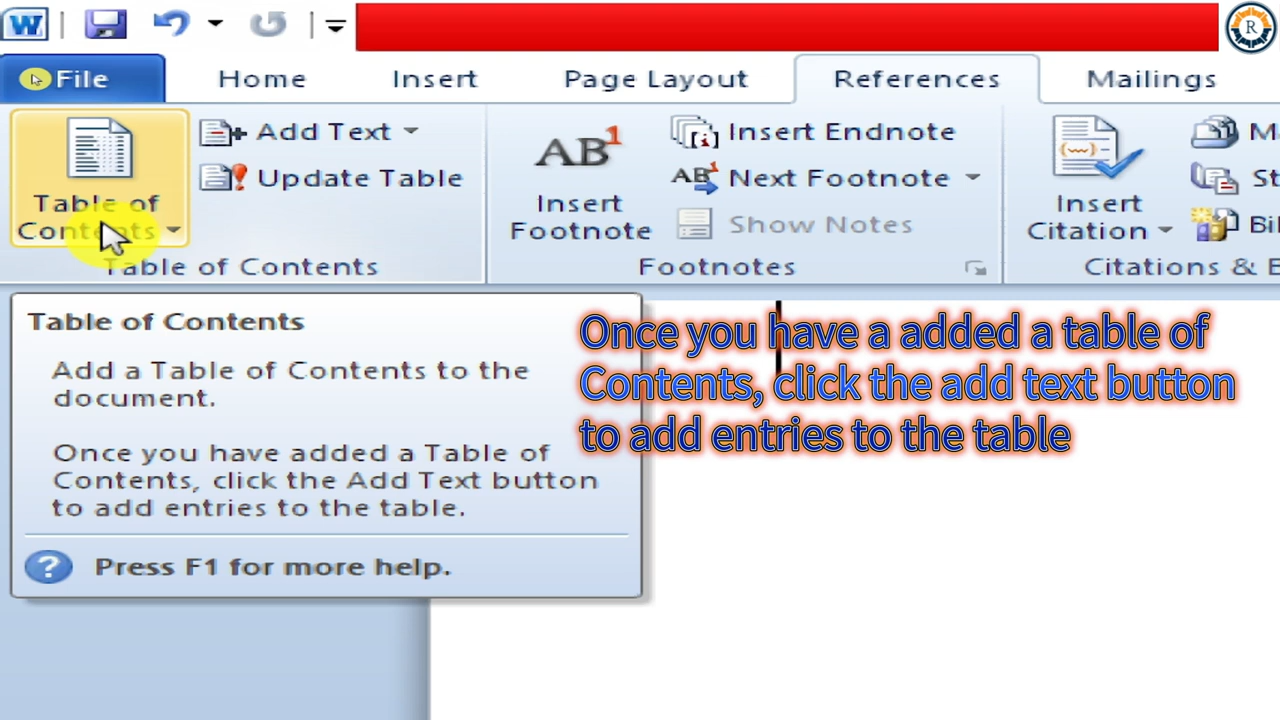 W
R
File Home Insert Page Layout References Mailings
Add Text
Insert Endnote
Update Table
AB1
AB1 Next Footnote
Table of
Contents
Insert
Footnote
Show Notes
Insert
Citation
Table of Contents
Footnotes
Citations &
Table of Contents
Add a Table of Contents to the
document.
Once you have added a Table of
Contents, click the Add Text button
to add entries to the table.
Press F1 for more help.
Once you have a added a table of
Contents, click the add text button
to add entries to the table